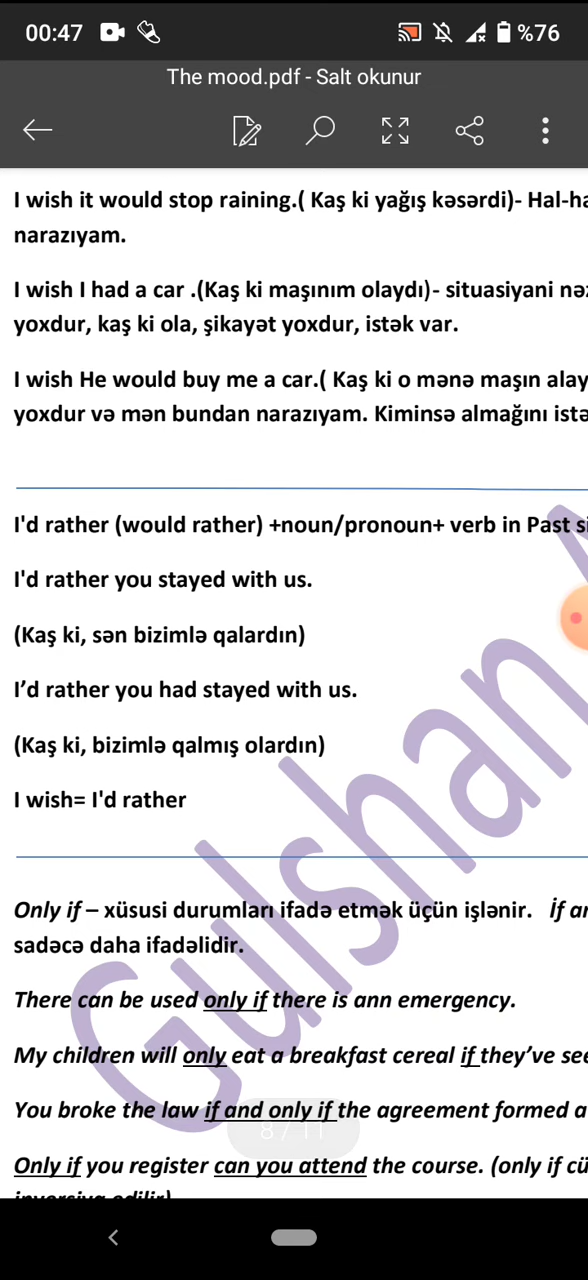 00:47 %76
The mood.pdf - Salt okunur
I wish it would stop raining.( Kaş ki yağış kəsərdi)- Hal-ha
narazıyam.
I wish I had a car .(Kaş ki maşınım olaydı)- situasiyani nəz
yoxdur, kaş ki ola, şikayət yoxdur, istək var.
I wish He would buy me a car.( Kaş ki o mənə maşın alay
yoxdur və mən bundan narazıyam. Kiminsə almağını istə
I'd rather (would rather) +noun/pronoun+ verb in Past si
I'd rather you stayed with us.
(Kaş ki, sən bizimlə qalardın)
I’d rather you had stayed with us.
(Kaş ki, bizimlə qalmış olardın)
I wish= I'd rather
Only if – xüsusi durumları ifadə etmək üçün işlənir. İf an
sadəcə daha ifadəlidir.
There can be used only if there is ann emergency.
My children will only eat a breakfast cereal if they’ve see
You broke the law if and only if the agreement formed a
8 / 11
Only if you register can you attend the course. (only if cü
inversiya edilir)
Gulshan